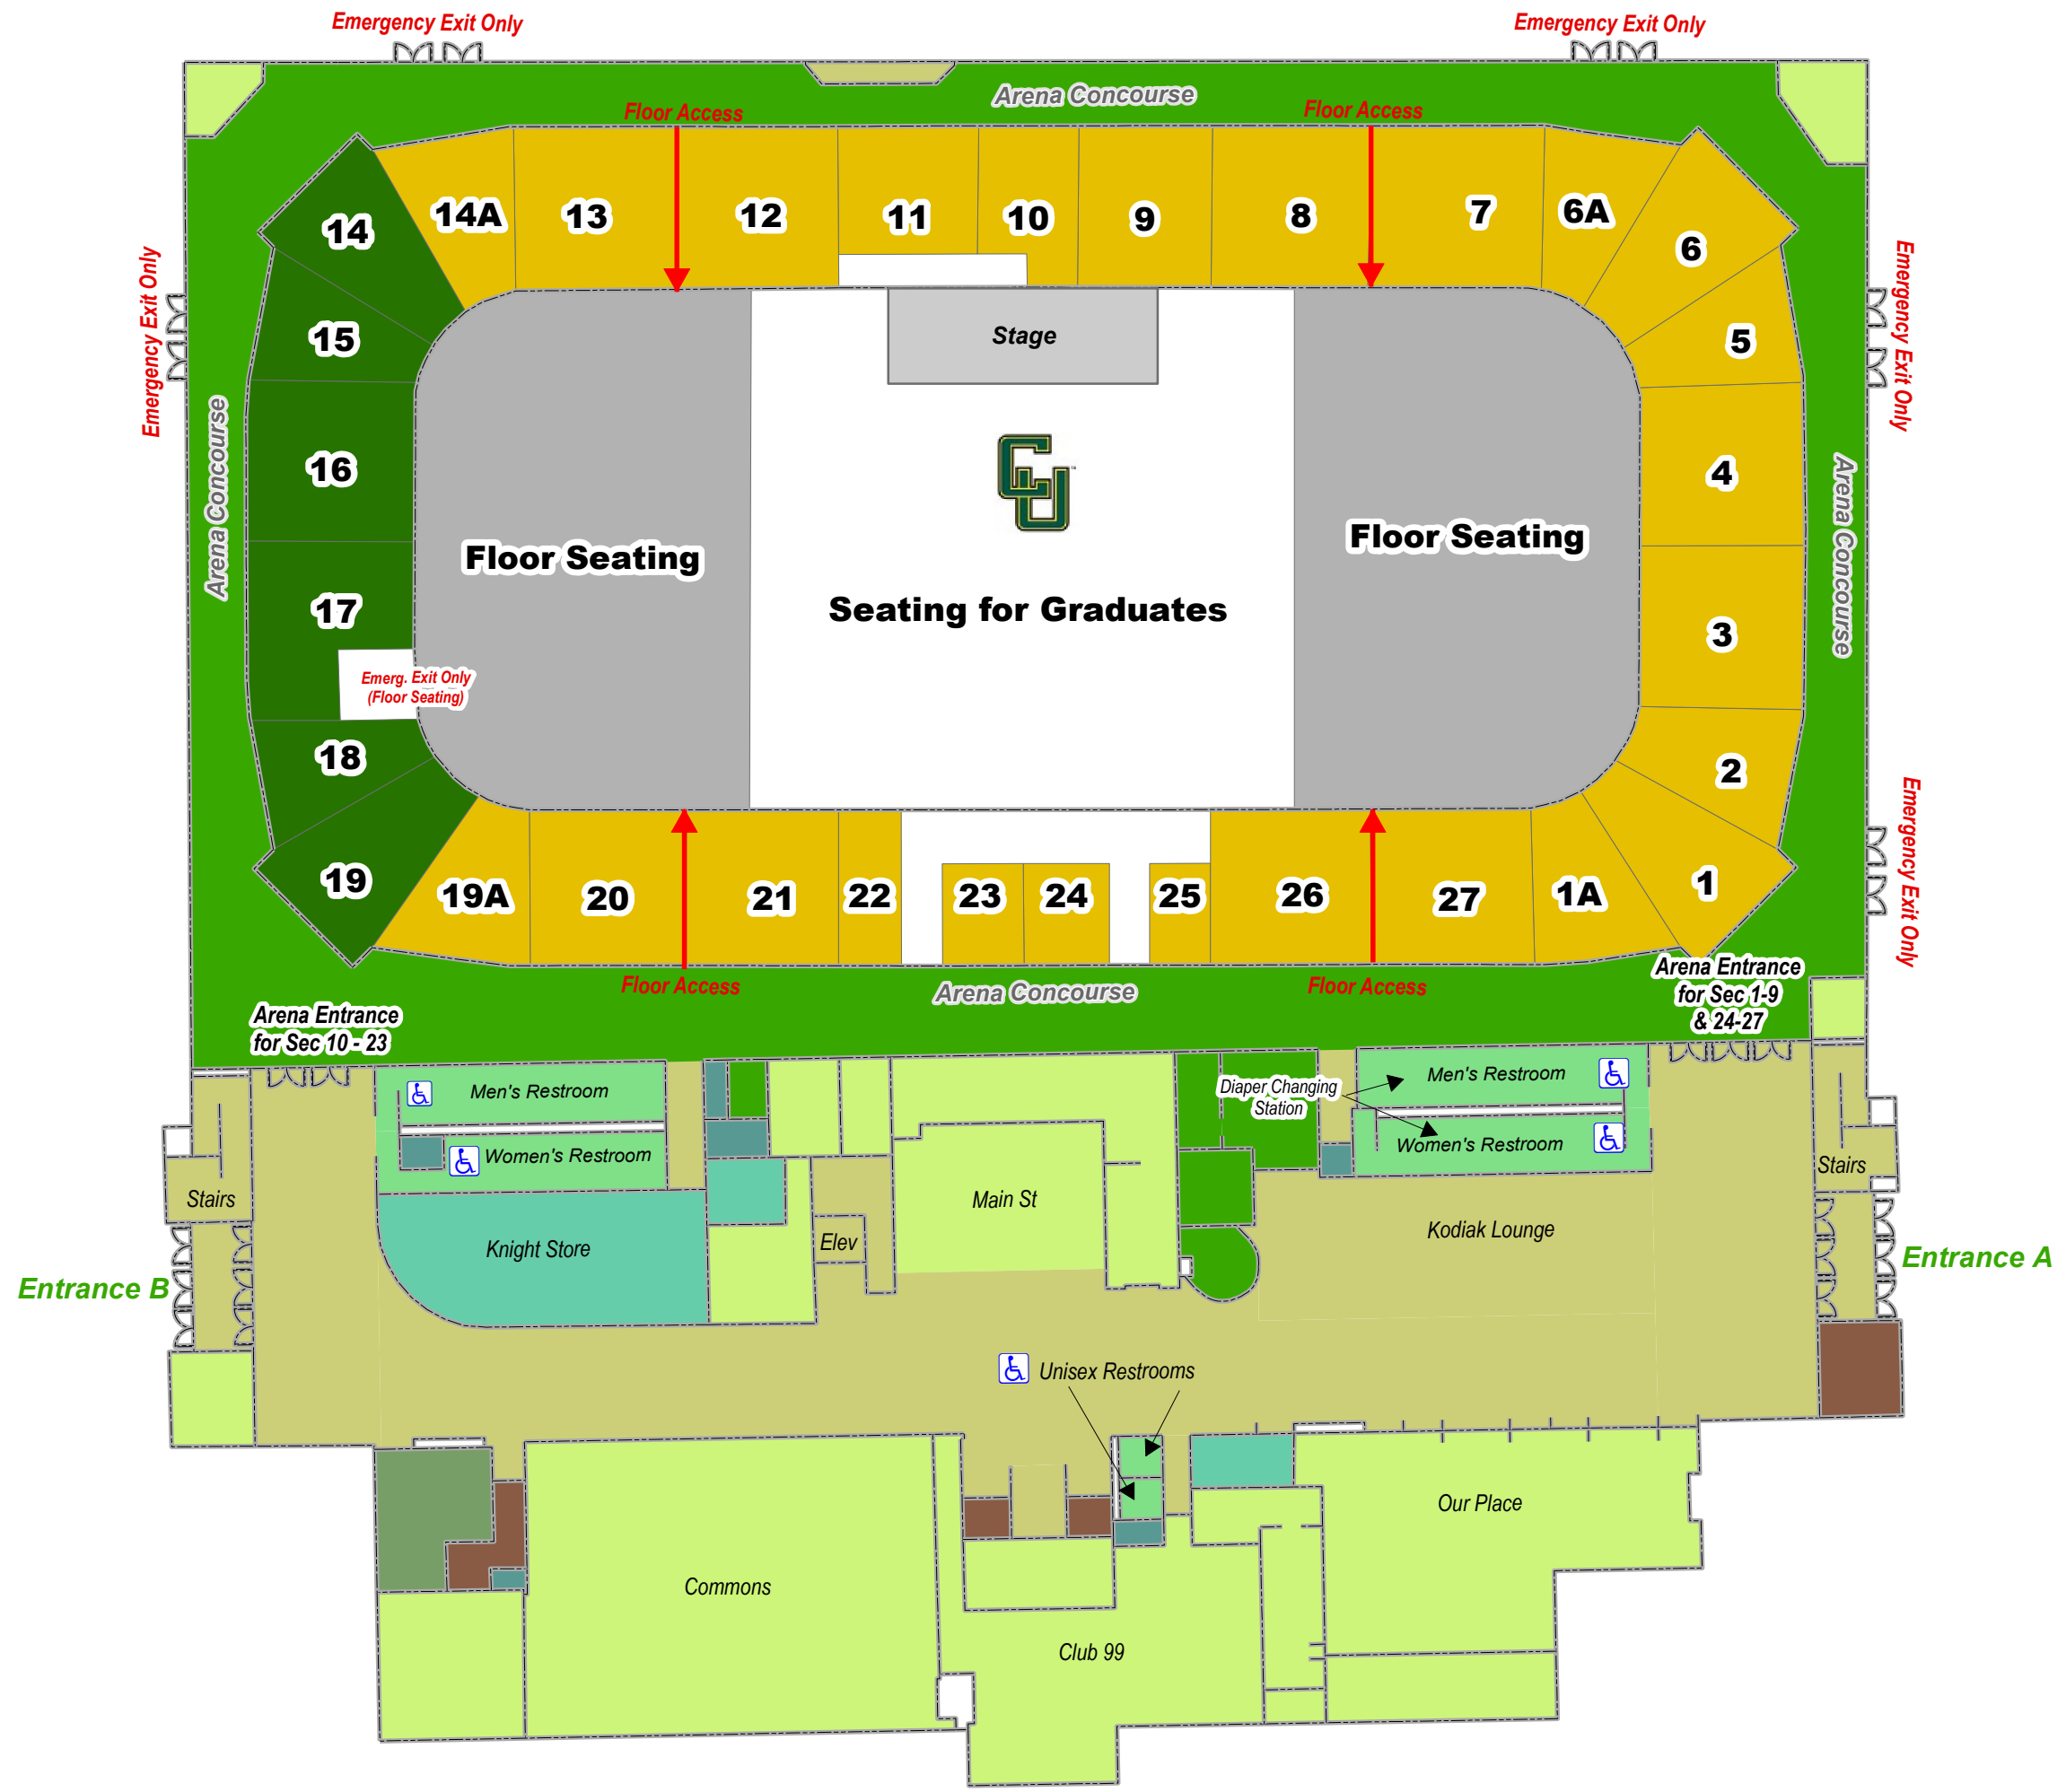 Emergency Exit Only
Emergency Exit Only
Arena Concourse
Floor Access
Floor Access
14
14A
13
12
11
10
9
8
7
6A
6
Emergency Exit Only
Emergency Exit Only
15
Stage
5
Arena Concourse
16
CU
4
Arena Concourse
Floor Seating
Floor Seating
17
Seating for Graduates
3
Emerg. Exit Only
(Floor Seating)
18
2
Emergency Exit Only
19
19A
20
21
22
23
24
25
26
27
1A
1
Floor Access
Arena Concourse
Floor Access
Arena Entrance
for Sec 1-9
& 24-27
Arena Entrance
for Sec 10 - 23
Men's Restroom
Diaper Changing
Station
Men's Restroom
Women's Restroom
Women's Restroom
Stairs
Stairs
Main St
Knight Store
Elev
Kodiak Lounge
Entrance B
Entrance A
Unisex Restrooms
Our Place
Commons
Club 99